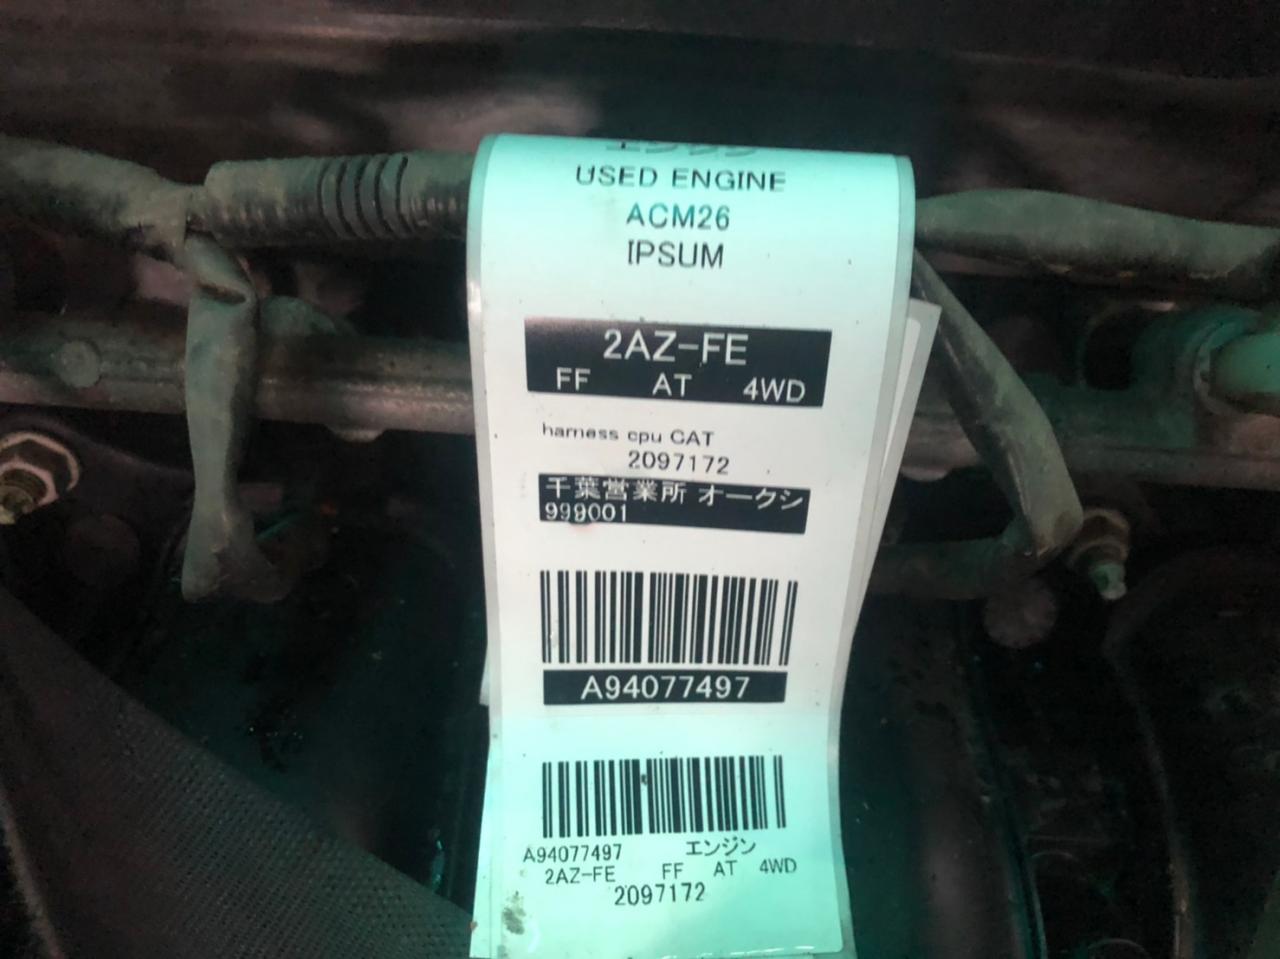 USED ENGINE
ACM26
IPSUM
2AZ-FE
FF AT 4WD
harness cpu CAT
2097172
千葉営業所 オークシ
999001
A94077497
A94077497 エンジン
2AZ-FE FF AT 4WD
2097172